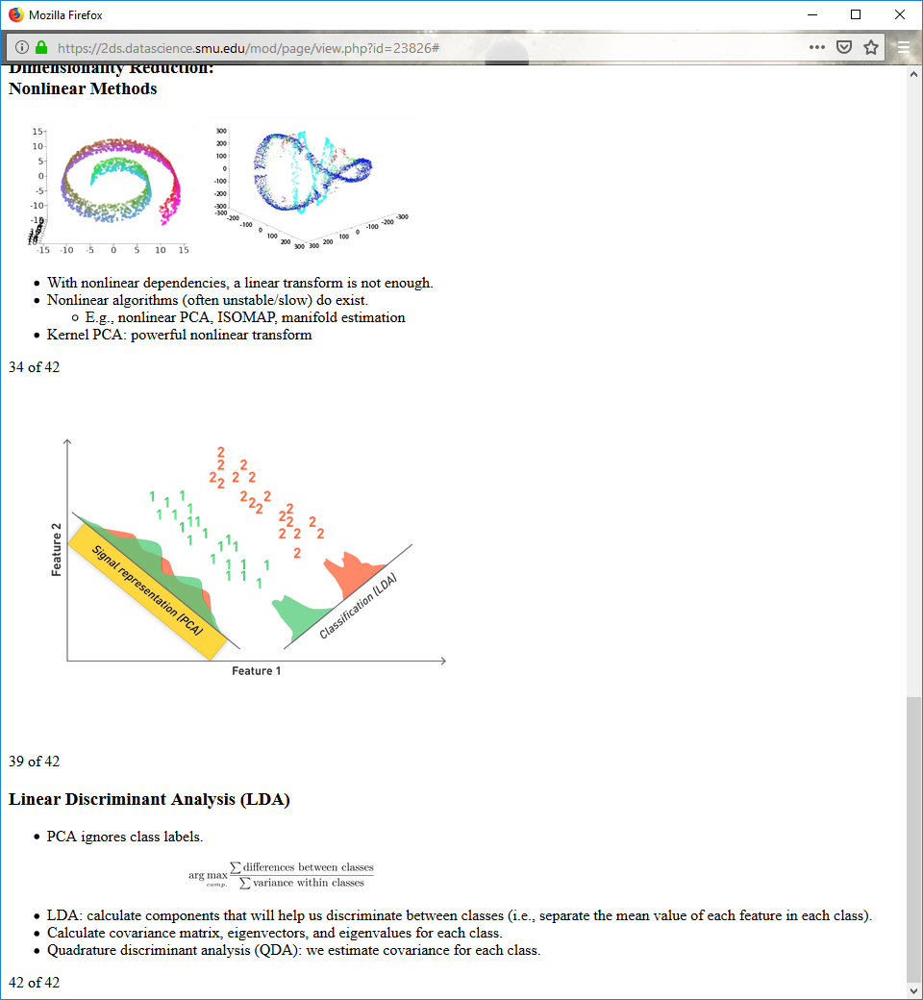 Mozilla Firefox
https://2ds.datascience.smu.edu/mod/page/view.php?id=23826#
Dimensionality Reduction:
Nonlinear Methods
15
10
5
0
-5
-10
-15
-15 -10 -5 0 5 10 15
300
200
100
0
-100
-200
-300
-300 -200 -100 0 100 200 300
300 200 100 0 -100 -200 -300
With nonlinear dependencies, a linear transform is not enough.
Nonlinear algorithms (often unstable/slow) do exist.
E.g., nonlinear PCA, ISOMAP, manifold estimation
Kernel PCA: powerful nonlinear transform
34 of 42
Feature 2
Signal representation (PCA)
Classification (LDA)
Feature 1
39 of 42
Linear Discriminant Analysis (LDA)
PCA ignores class labels.
arg max comp. ∑ differences between classes
∑ variance within classes
LDA: calculate components that will help us discriminate between classes (i.e., separate the mean value of each feature in each class).
Calculate covariance matrix, eigenvectors, and eigenvalues for each class.
Quadrature discriminant analysis (QDA): we estimate covariance for each class.
42 of 42